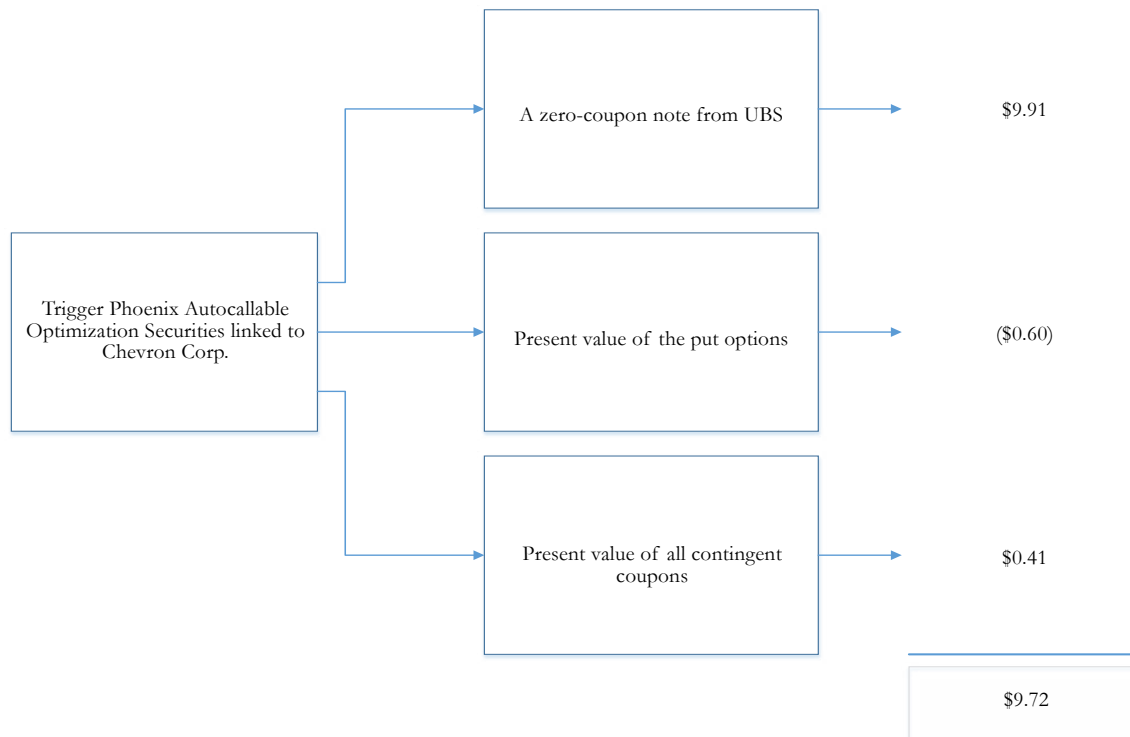 A zero-coupon note from UBS
$9.91
Trigger Phoenix Autocallable
Optimization Securities linked to
Chevron Corp.
Present value of the put options
($0.60)
Present value of all contingent
coupons
$0.41
$9.72